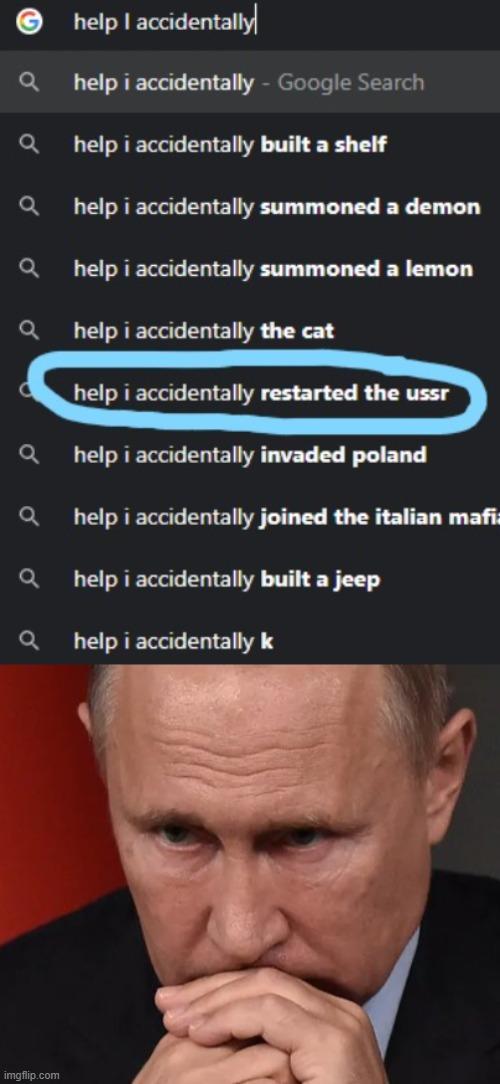 help I accidentally
help i accidentally - Google Search
help i accidentally built a shelf
help i accidentally summoned a demon
help i accidentally summoned a lemon
help i accidentally the cat
help i accidentally restarted the ussr
help i accidentally invaded poland
help i accidentally joined the italian mafia
help i accidentally built a jeep
help i accidentally k
imgflip.com